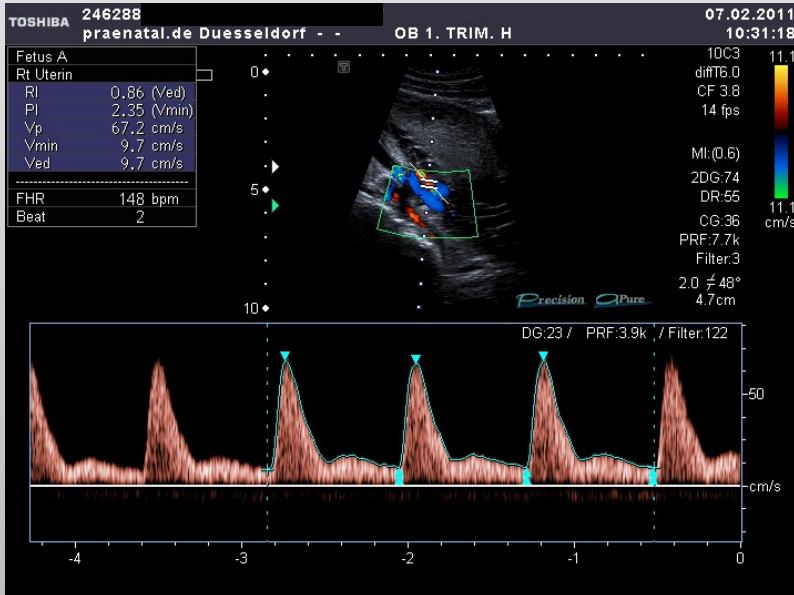 TOSHIBA 246288 07.02.2011
praenatal.de Duesseldorf - - OB 1. TRIM. H 10:31:18
Fetus A
Rt Uterin
RI 0.86 (Ved)
PI 2.35 (Vmin)
Vp 67.2 cm/s
Vmin 9.7 cm/s
Ved 9.7 cm/s
FHR 148 bpm
Beat 2
T
0
5
10
10C3
diffT6.0
CF 3.8
14 fps
MI:(0.6)
2DG:74
DR:55
CG:36
PRF:7.7k
Filter:3
2.0 ≠ 48°
4.7cm
11.1
11.1
cm/s
Precision APure
DG:23 / PRF:3.9k / Filter:122
50
cm/s
-4 -3 -2 -1 0